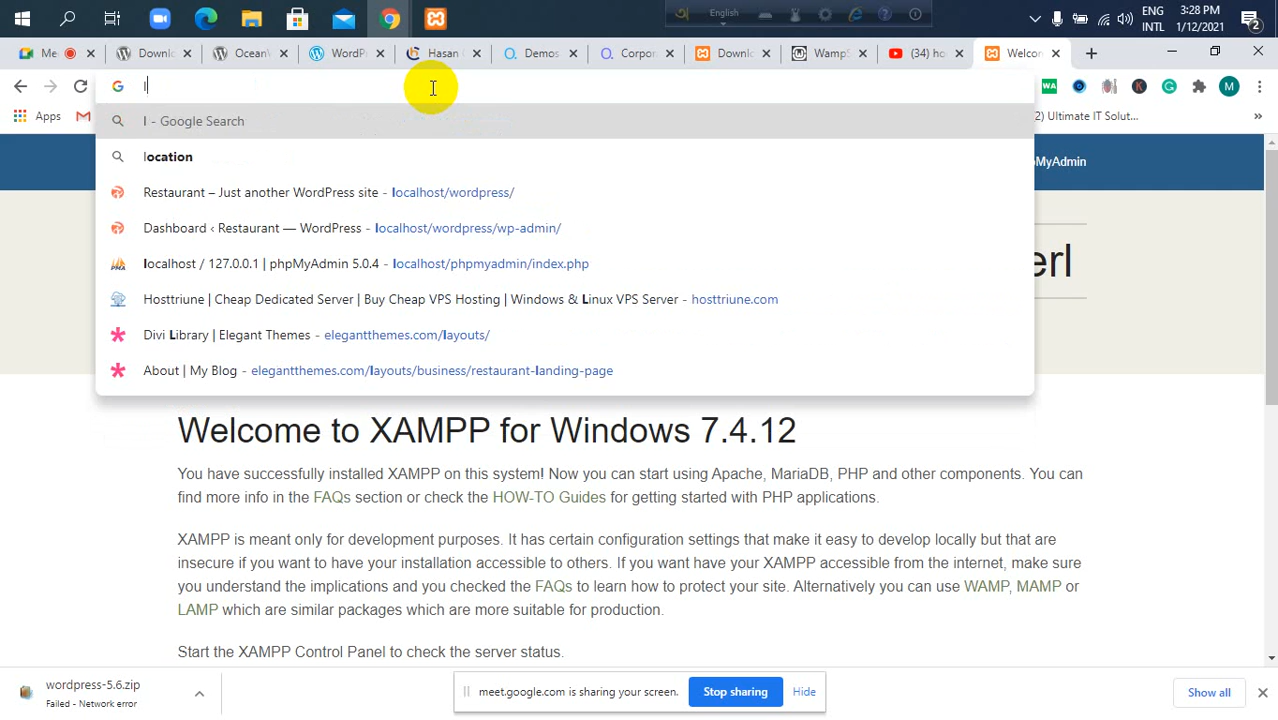 English
ENG
INTL
3:28 PM
1/12/2021
2
Me
Downlo
OceanW
WordP
Hasan
Demos
Corpor
Downlo
WampS
(34) ho
Welcon
l
WA
K
M
Apps
2) Ultimate IT Solut...
»
l - Google Search
location
Restaurant – Just another WordPress site - localhost/wordpress/
Dashboard ‹ Restaurant — WordPress - localhost/wordpress/wp-admin/
localhost / 127.0.0.1 | phpMyAdmin 5.0.4 - localhost/phpmyadmin/index.php
Hosttriune | Cheap Dedicated Server | Buy Cheap VPS Hosting | Windows & Linux VPS Server - hosttriune.com
Divi Library | Elegant Themes - elegantthemes.com/layouts/
About | My Blog - elegantthemes.com/layouts/business/restaurant-landing-page
MyAdmin
erl
Welcome to XAMPP for Windows 7.4.12
You have successfully installed XAMPP on this system! Now you can start using Apache, MariaDB, PHP and other components. You can
find more info in the FAQs section or check the HOW-TO Guides for getting started with PHP applications.
XAMPP is meant only for development purposes. It has certain configuration settings that make it easy to develop locally but that are
insecure if you want to have your installation accessible to others. If you want have your XAMPP accessible from the internet, make sure
you understand the implications and you checked the FAQs to learn how to protect your site. Alternatively you can use WAMP, MAMP or
LAMP which are similar packages which are more suitable for production.
Start the XAMPP Control Panel to check the server status.
wordpress-5.6.zip
Failed - Network error
meet.google.com is sharing your screen. Stop sharing Hide
Show all